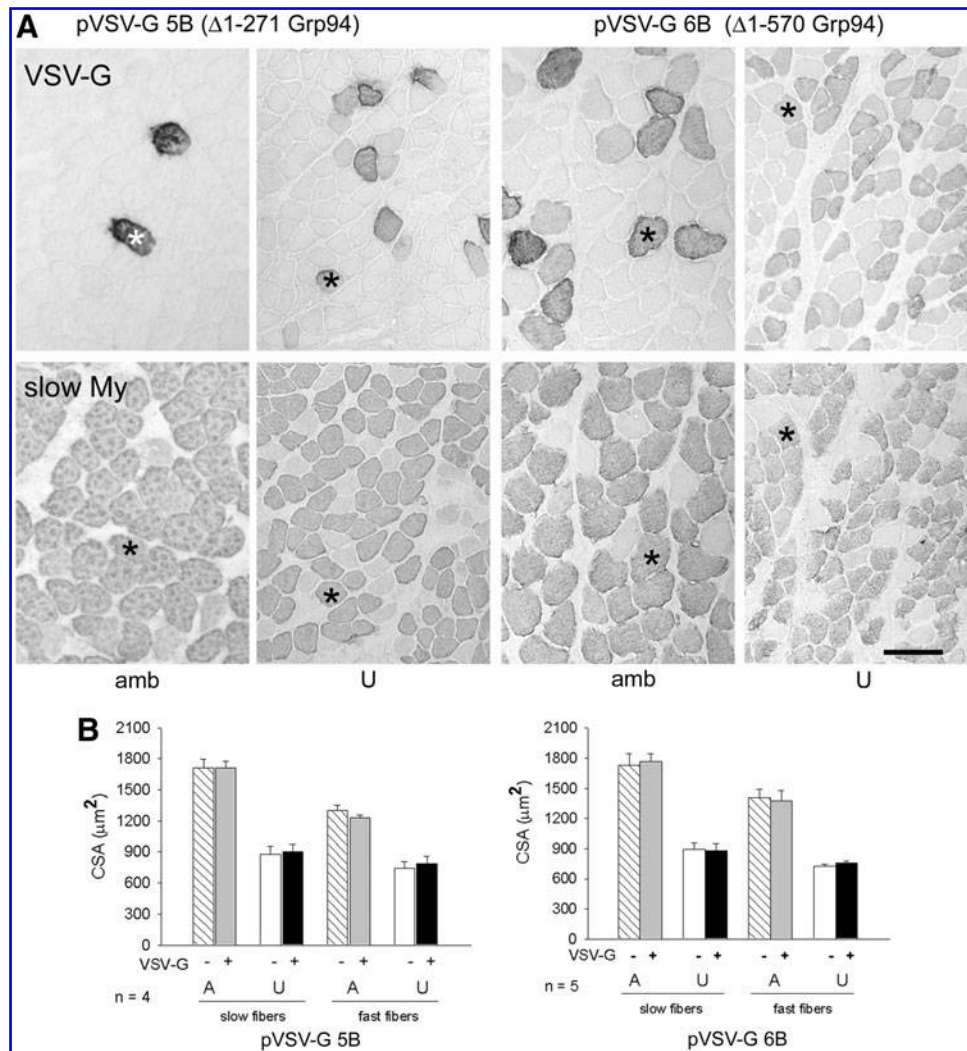 A
pVSV-G 5B (Δ1-271 Grp94)
pVSV-G 6B (Δ1-570 Grp94)
VSV-G
*
*
*
*
slow My
*
*
*
*
amb
U
amb
U
B
CSA (μm²)
2100
1800
1500
1200
900
600
300
0
VSV-G
- + - + - + - +
A U A U
n = 4
slow fibers fast fibers
pVSV-G 5B
CSA (μm²)
2100
1800
1500
1200
900
600
300
0
VSV-G
- + - + - + - +
A U A U
n = 5
slow fibers fast fibers
pVSV-G 6B